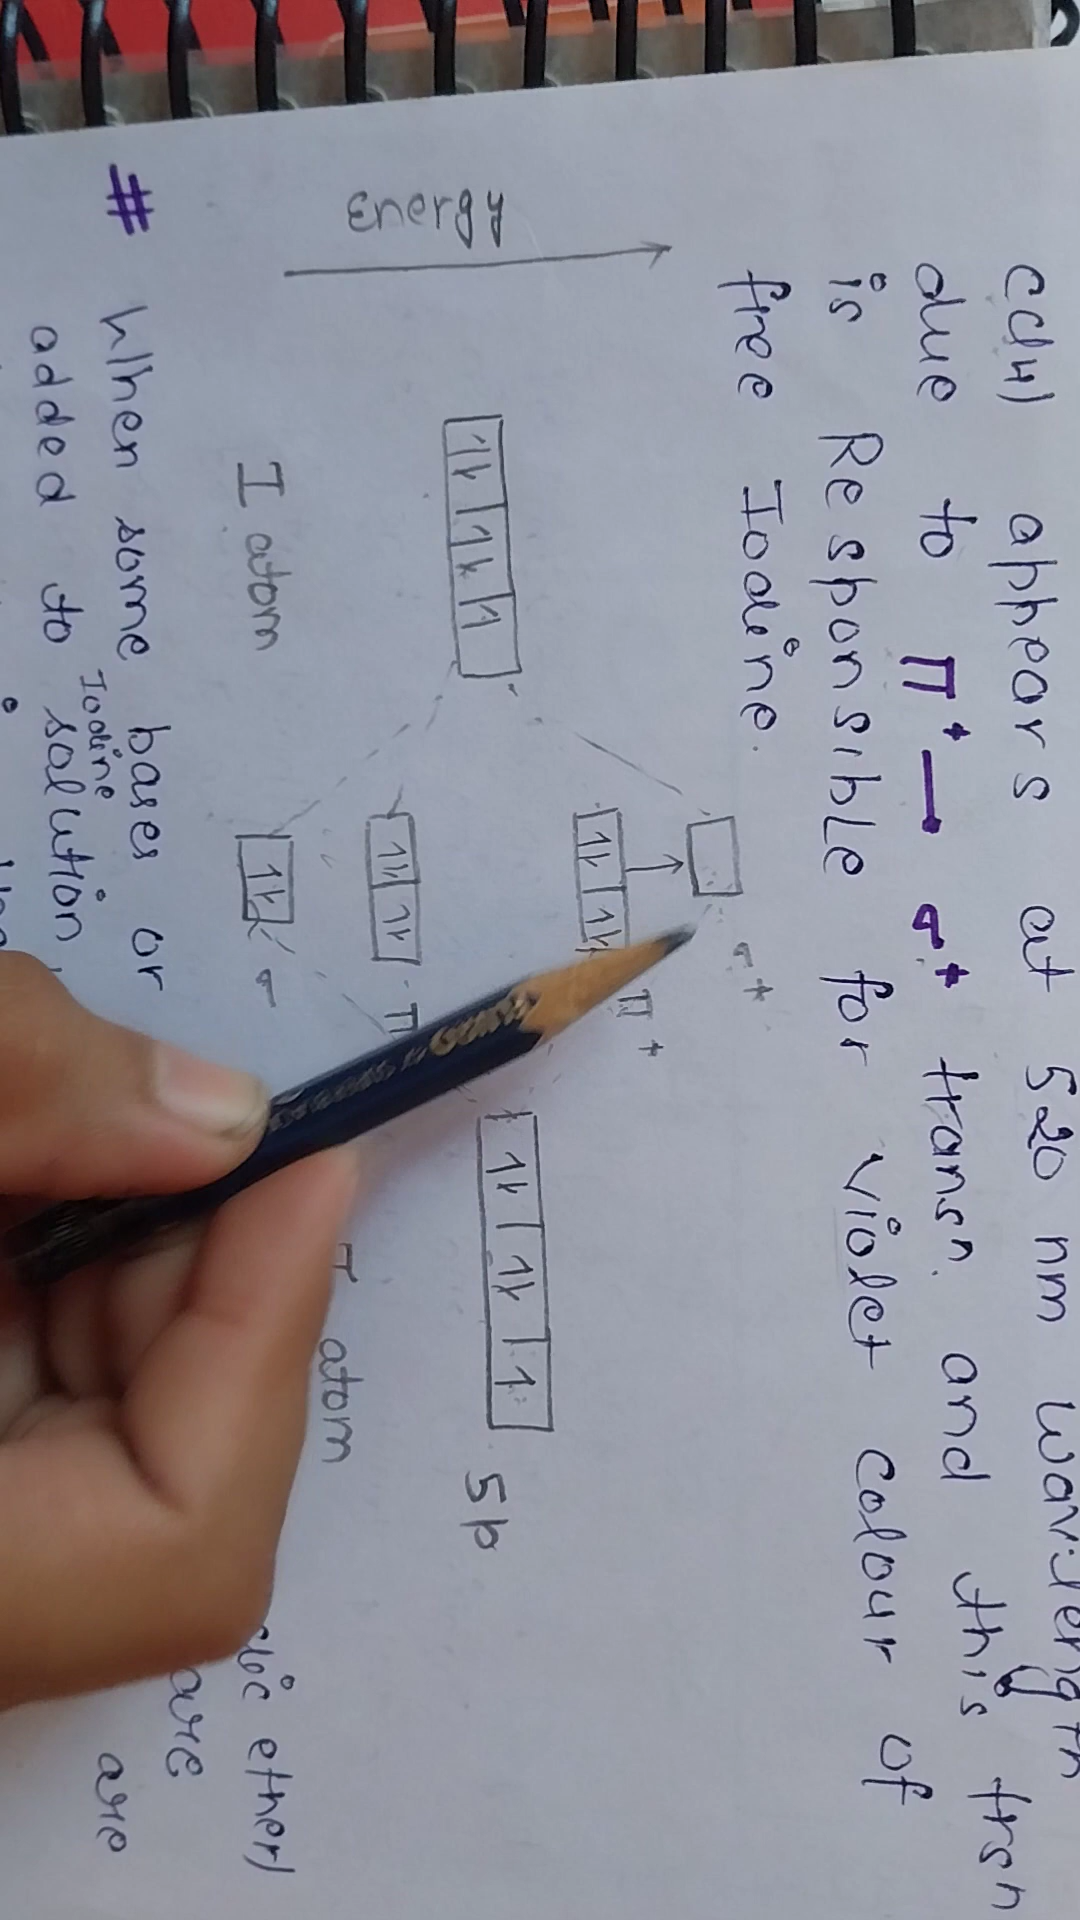 CCl4) appears at 520 nm wavelength
due to π* — σ* transn. and this trsn
is Responsible for violet colour of
free Iodine.
Energy
σ*
π*
5p
π
σ
I atom
I atom
# When some bases or
ether)
Iodine
added to solution
are
are